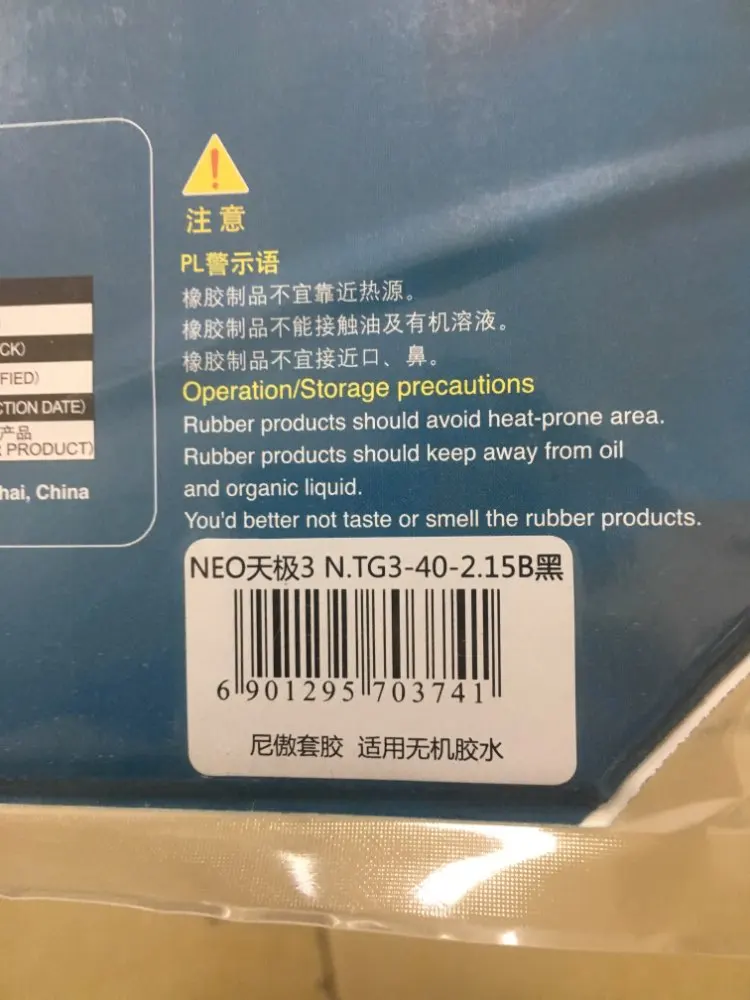 CK)
FIED)
CTION DATE)
产品
PRODUCT)
hai, China
注意
PL警示语
橡胶制品不宜靠近热源。
橡胶制品不能接触油及有机溶液。
橡胶制品不宜接近口、鼻。
Operation/Storage precautions
Rubber products should avoid heat-prone area.
Rubber products should keep away from oil
and organic liquid.
You'd better not taste or smell the rubber products.
NEO天极3 N.TG3-40-2.15B黑
6 901295 703741
尼傲套胶 适用无机胶水